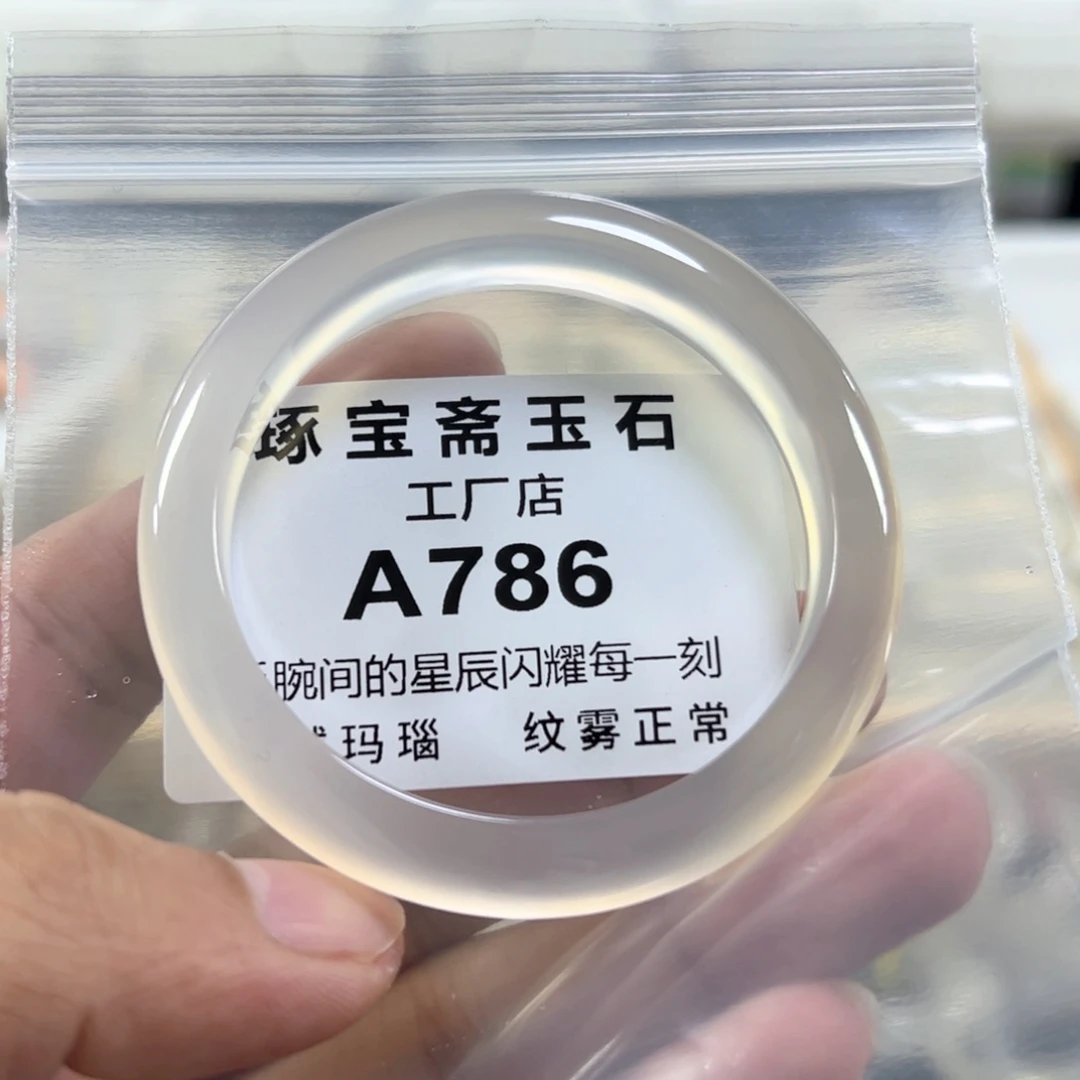 琢宝斋玉石
工厂店
A786
腕间的星辰闪耀每一刻
玛瑙 纹雾正常